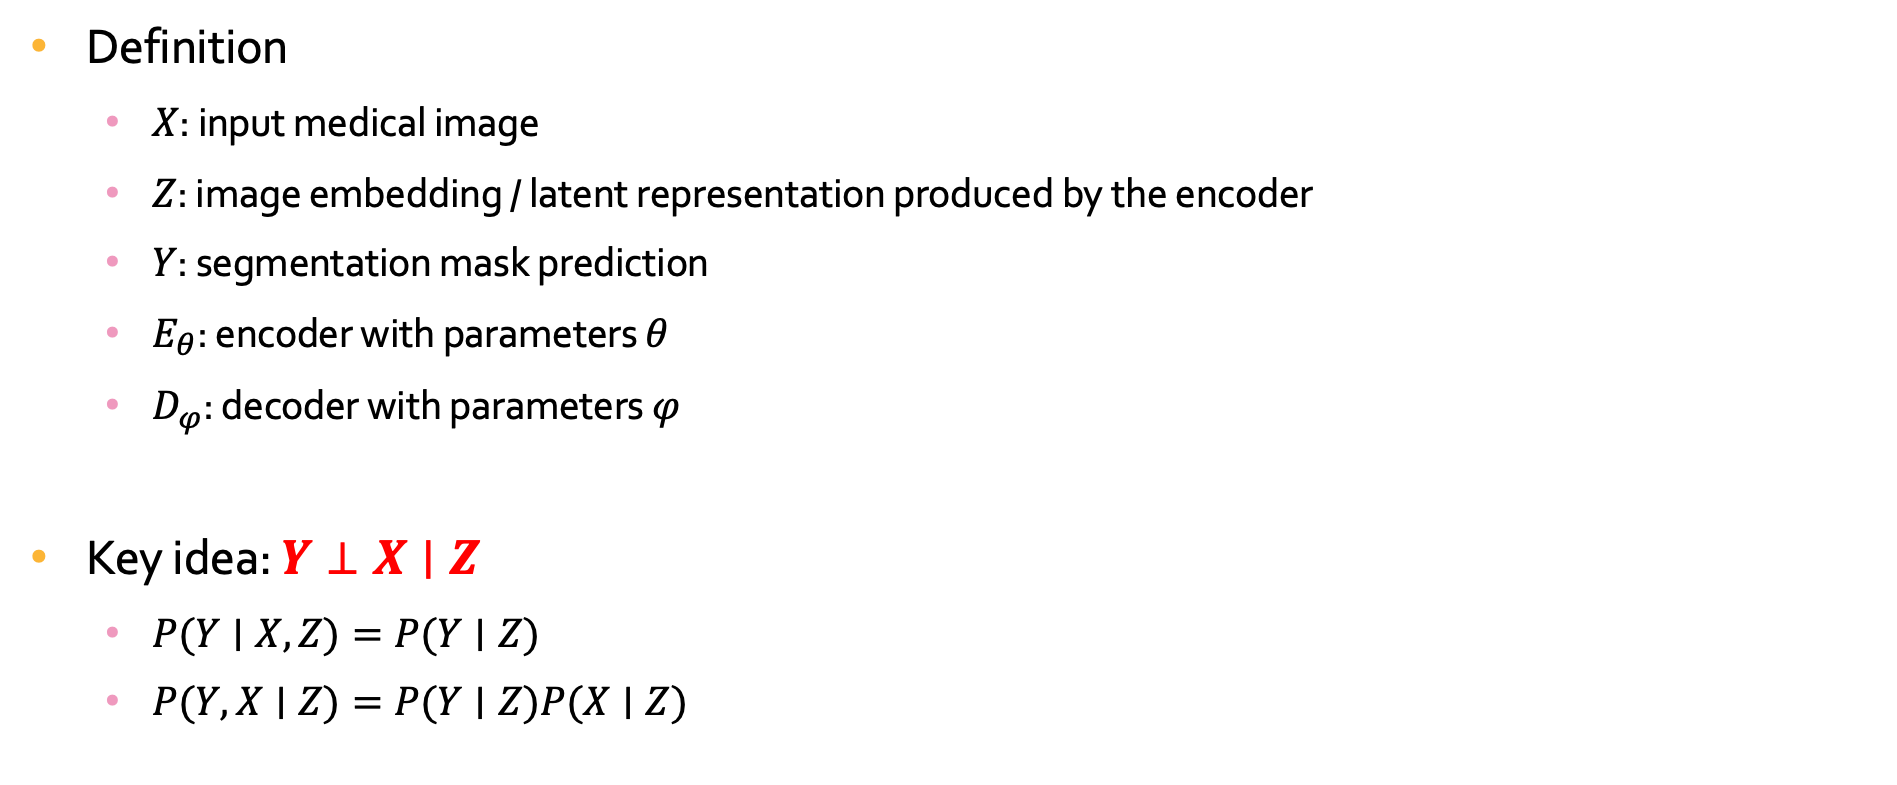 • Definition
• X: input medical image
• Z: image embedding / latent representation produced by the encoder
• Y: segmentation mask prediction
• E_θ: encoder with parameters θ
• D_φ: decoder with parameters φ
• Key idea: Y ⊥ X | Z
• P(Y | X, Z) = P(Y | Z)
• P(Y, X | Z) = P(Y | Z)P(X | Z)